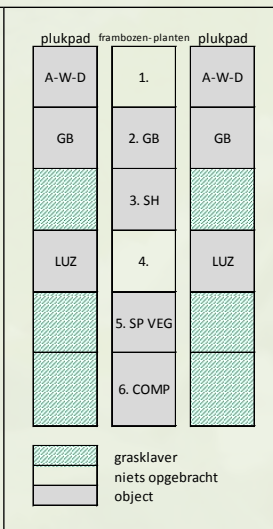 plukpad frambozen-planten plukpad
A-W-D 1. A-W-D
GB 2. GB GB
3. SH
LUZ 4. LUZ
5. SP VEG
6. COMP
grasklaver
niets opgebracht
object